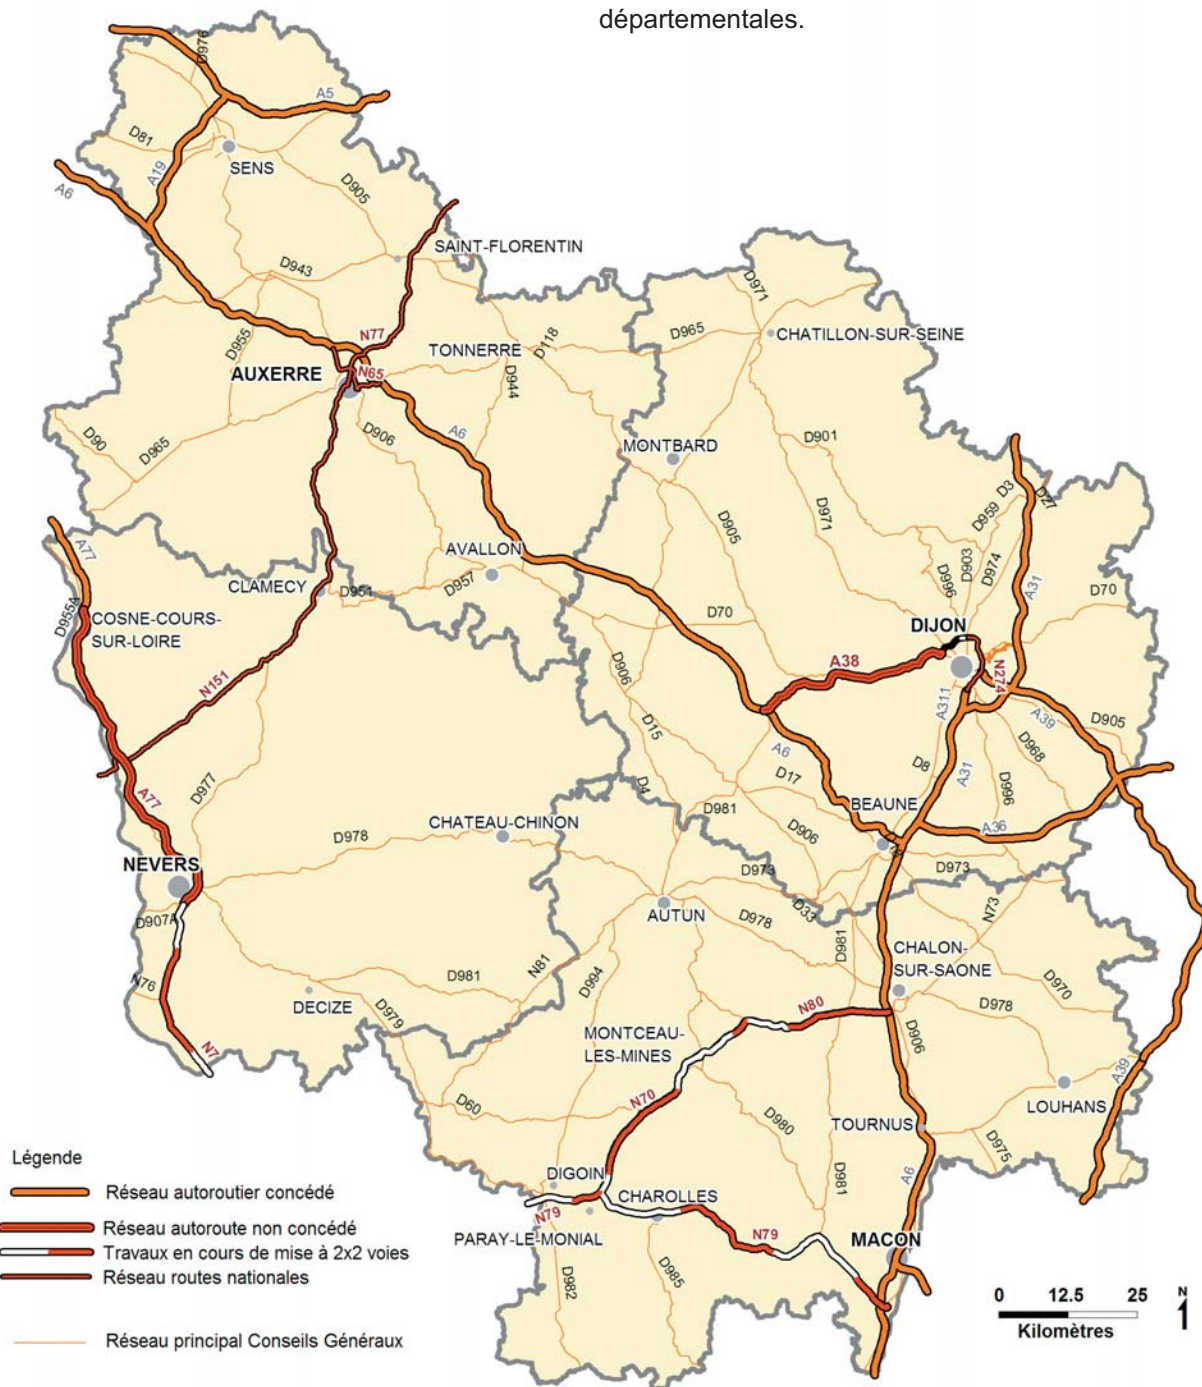 départementales.
D976
A5
D81
A19
SENS
A6
D905
SAINT-FLORENTIN
D943
D971
D955
N77
TONNERRE
D118
D965
CHATILLON-SUR-SEINE
AUXERRE
N65
D944
D90
D965
D906
A6
MONTBARD
D901
D3
D27
D959
D971
D905
A77
AVALLON
D903
D974
D996
A31
CLAMECY
D951
D957
D70
D70
D955A
COSNE-COURS-
SUR-LOIRE
DIJON
A38
N274
D906
N151
A311
A39
D905
D15
D968
A6
D8
A31
D977
D17
D4
D996
A77
BEAUNE
D981
CHATEAU-CHINON
D906
A36
D978
NEVERS
D973
D973
D33
N73
D907A
AUTUN
D978
D981
CHALON-
SUR-SAONE
N81
D981
D994
N76
DECIZE
D979
N80
D978
D970
MONTCEAU-
LES-MINES
D906
N7
A39
N70
D60
LOUHANS
D980
TOURNUS
D975
Légende
DIGOIN
CHAROLLES
D981
A6
Réseau autoroutier concédé
N79
Réseau autoroute non concédé
PARAY-LE-MONIAL
N79
MACON
Travaux en cours de mise à 2x2 voies
Réseau routes nationales
D982
D985
0 12.5 25
Kilomètres
N
Réseau principal Conseils Généraux